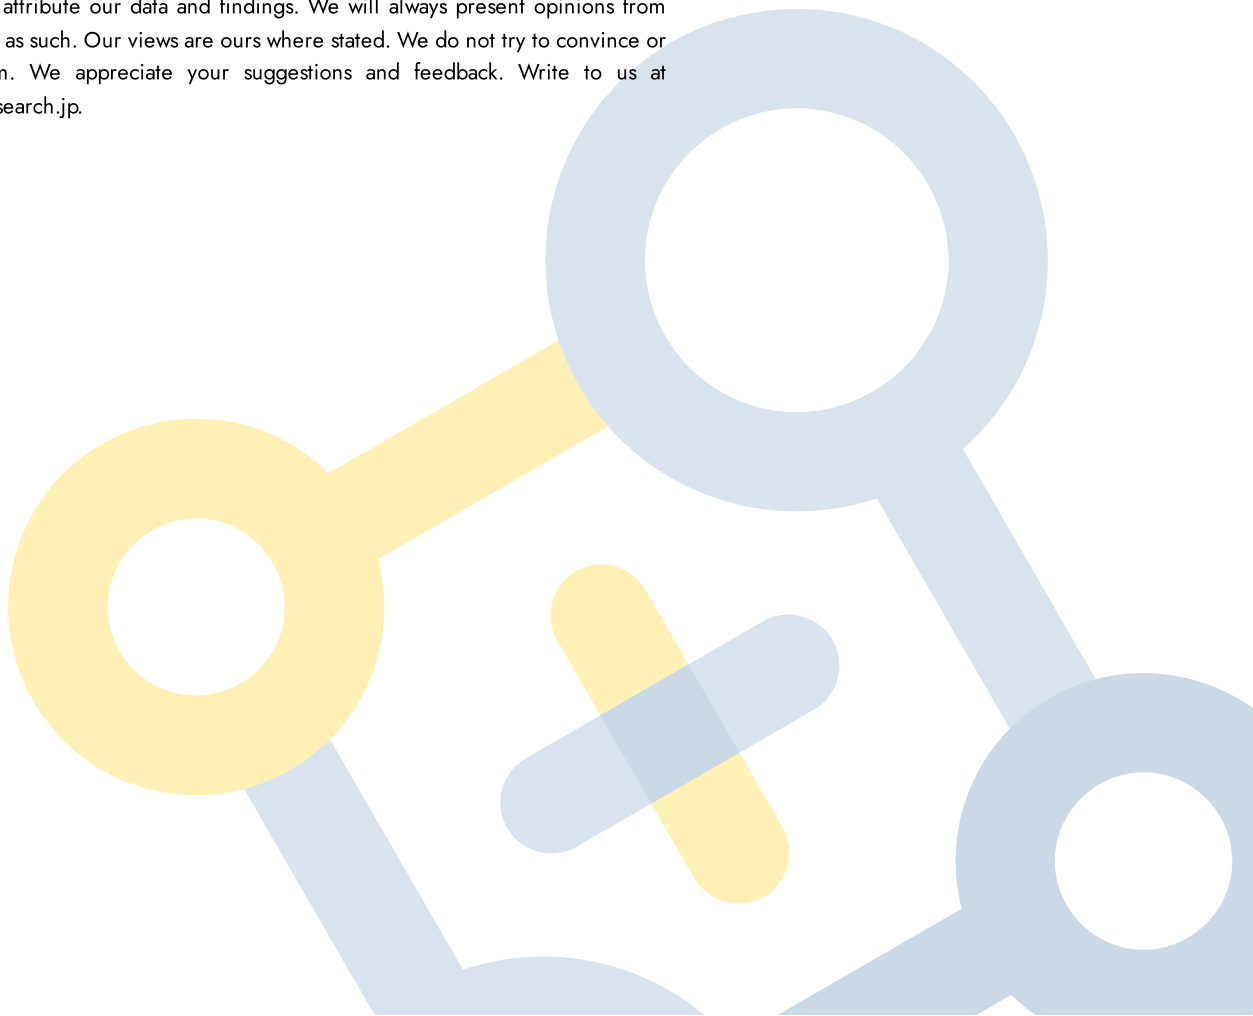 attribute our data and findings. We will always present opinions from
as such. Our views are ours where stated. We do not try to convince or
We appreciate your suggestions and feedback. Write to us at
search.jp.